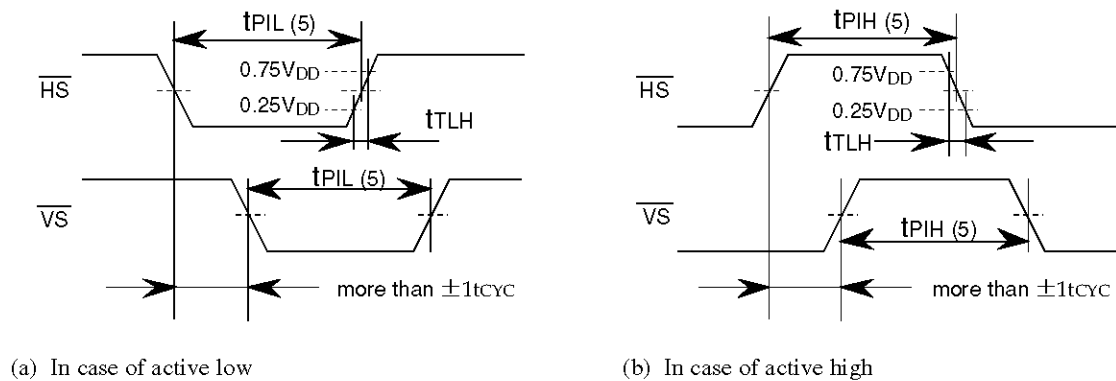 tPIL (5)
HS
0.75VDD
0.25VDD
tTLH
tPIL (5)
VS
more than ±1tCYC
(a) In case of active low
tPIH (5)
HS
0.75VDD
0.25VDD
tTLH
VS
tPIH (5)
more than ±1tCYC
(b) In case of active high